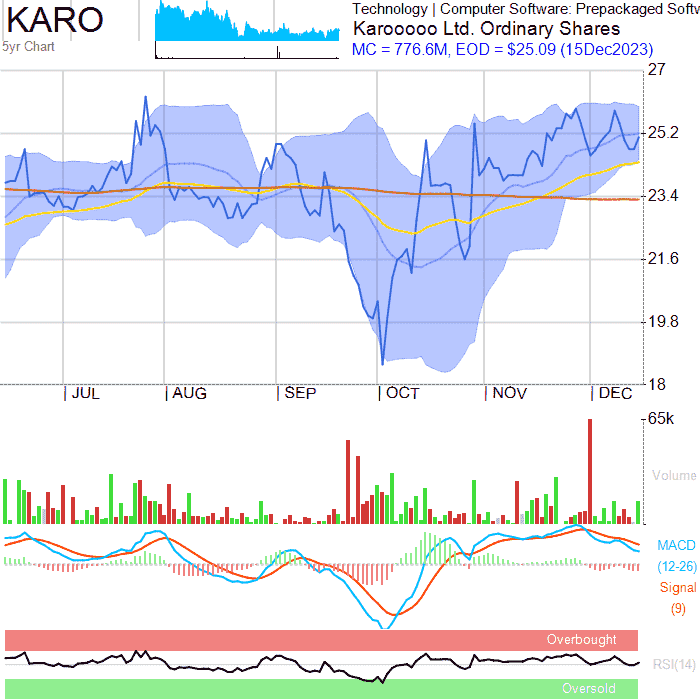 KARO
5yr Chart
Technology | Computer Software: Prepackaged Softw
Karooooo Ltd. Ordinary Shares
MC = 776.6M, EOD = $25.09 (15Dec2023)
27
25.2
23.4
21.6
19.8
18
JUL
AUG
SEP
OCT
NOV
DEC
65k
Volume
MACD
(12-26)
Signal
(9)
Overbought
RSI(14)
Oversold